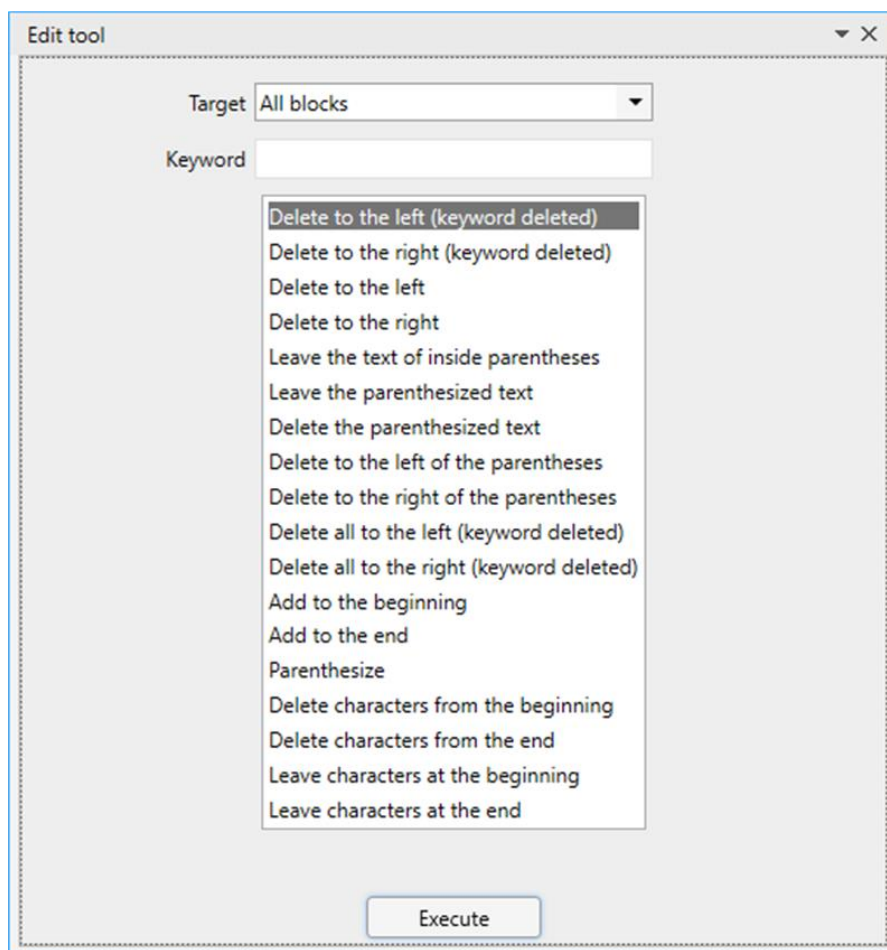 Edit tool
Target All blocks
Keyword
Delete to the left (keyword deleted)
Delete to the right (keyword deleted)
Delete to the left
Delete to the right
Leave the text of inside parentheses
Leave the parenthesized text
Delete the parenthesized text
Delete to the left of the parentheses
Delete to the right of the parentheses
Delete all to the left (keyword deleted)
Delete all to the right (keyword deleted)
Add to the beginning
Add to the end
Parenthesize
Delete characters from the beginning
Delete characters from the end
Leave characters at the beginning
Leave characters at the end
Execute